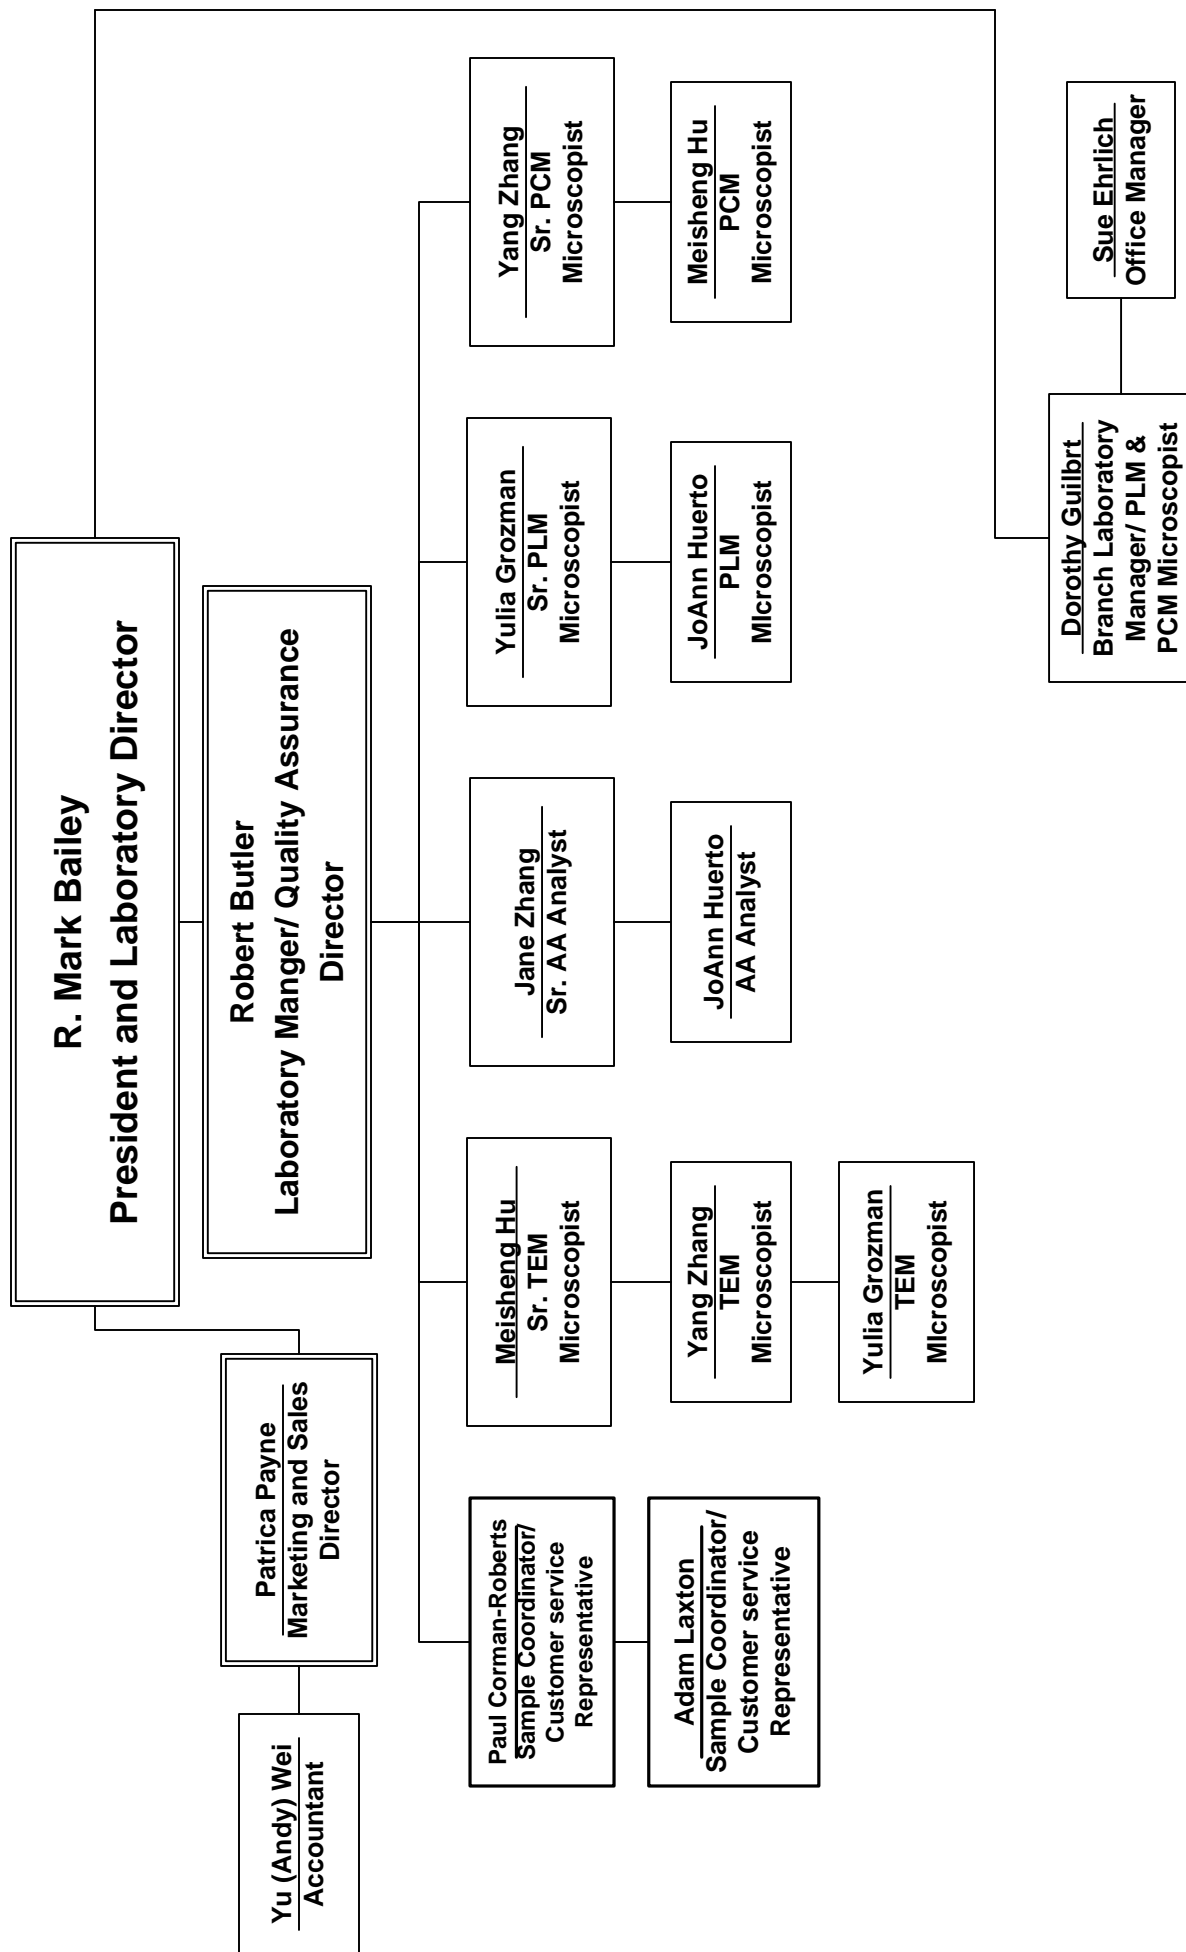 R. Mark Bailey
President and Laboratory Director
Robert Butler
Laboratory Manger/ Quality Assurance
Director
Patrica Payne
Marketing and Sales
Director
Yu (Andy) Wei
Accountant
Paul Corman-Roberts
Sample Coordinator/
Customer service
Representative
Adam Laxton
Sample Coordinator/
Customer service
Representative
Meisheng Hu
Sr. TEM
Microscopist
Yang Zhang
TEM
Microscopist
Yulia Grozman
TEM
MIcroscopist
Jane Zhang
Sr. AA Analyst
JoAnn Huerto
AA Analyst
Yulia Grozman
Sr. PLM
Microscopist
JoAnn Huerto
PLM
MIcroscopist
Yang Zhang
Sr. PCM
Microscopist
Meisheng Hu
PCM
Microscopist
Dorothy Guilbrt
Branch Laboratory
Manager/ PLM &
PCM Microscopist
Sue Ehrlich
Office Manager